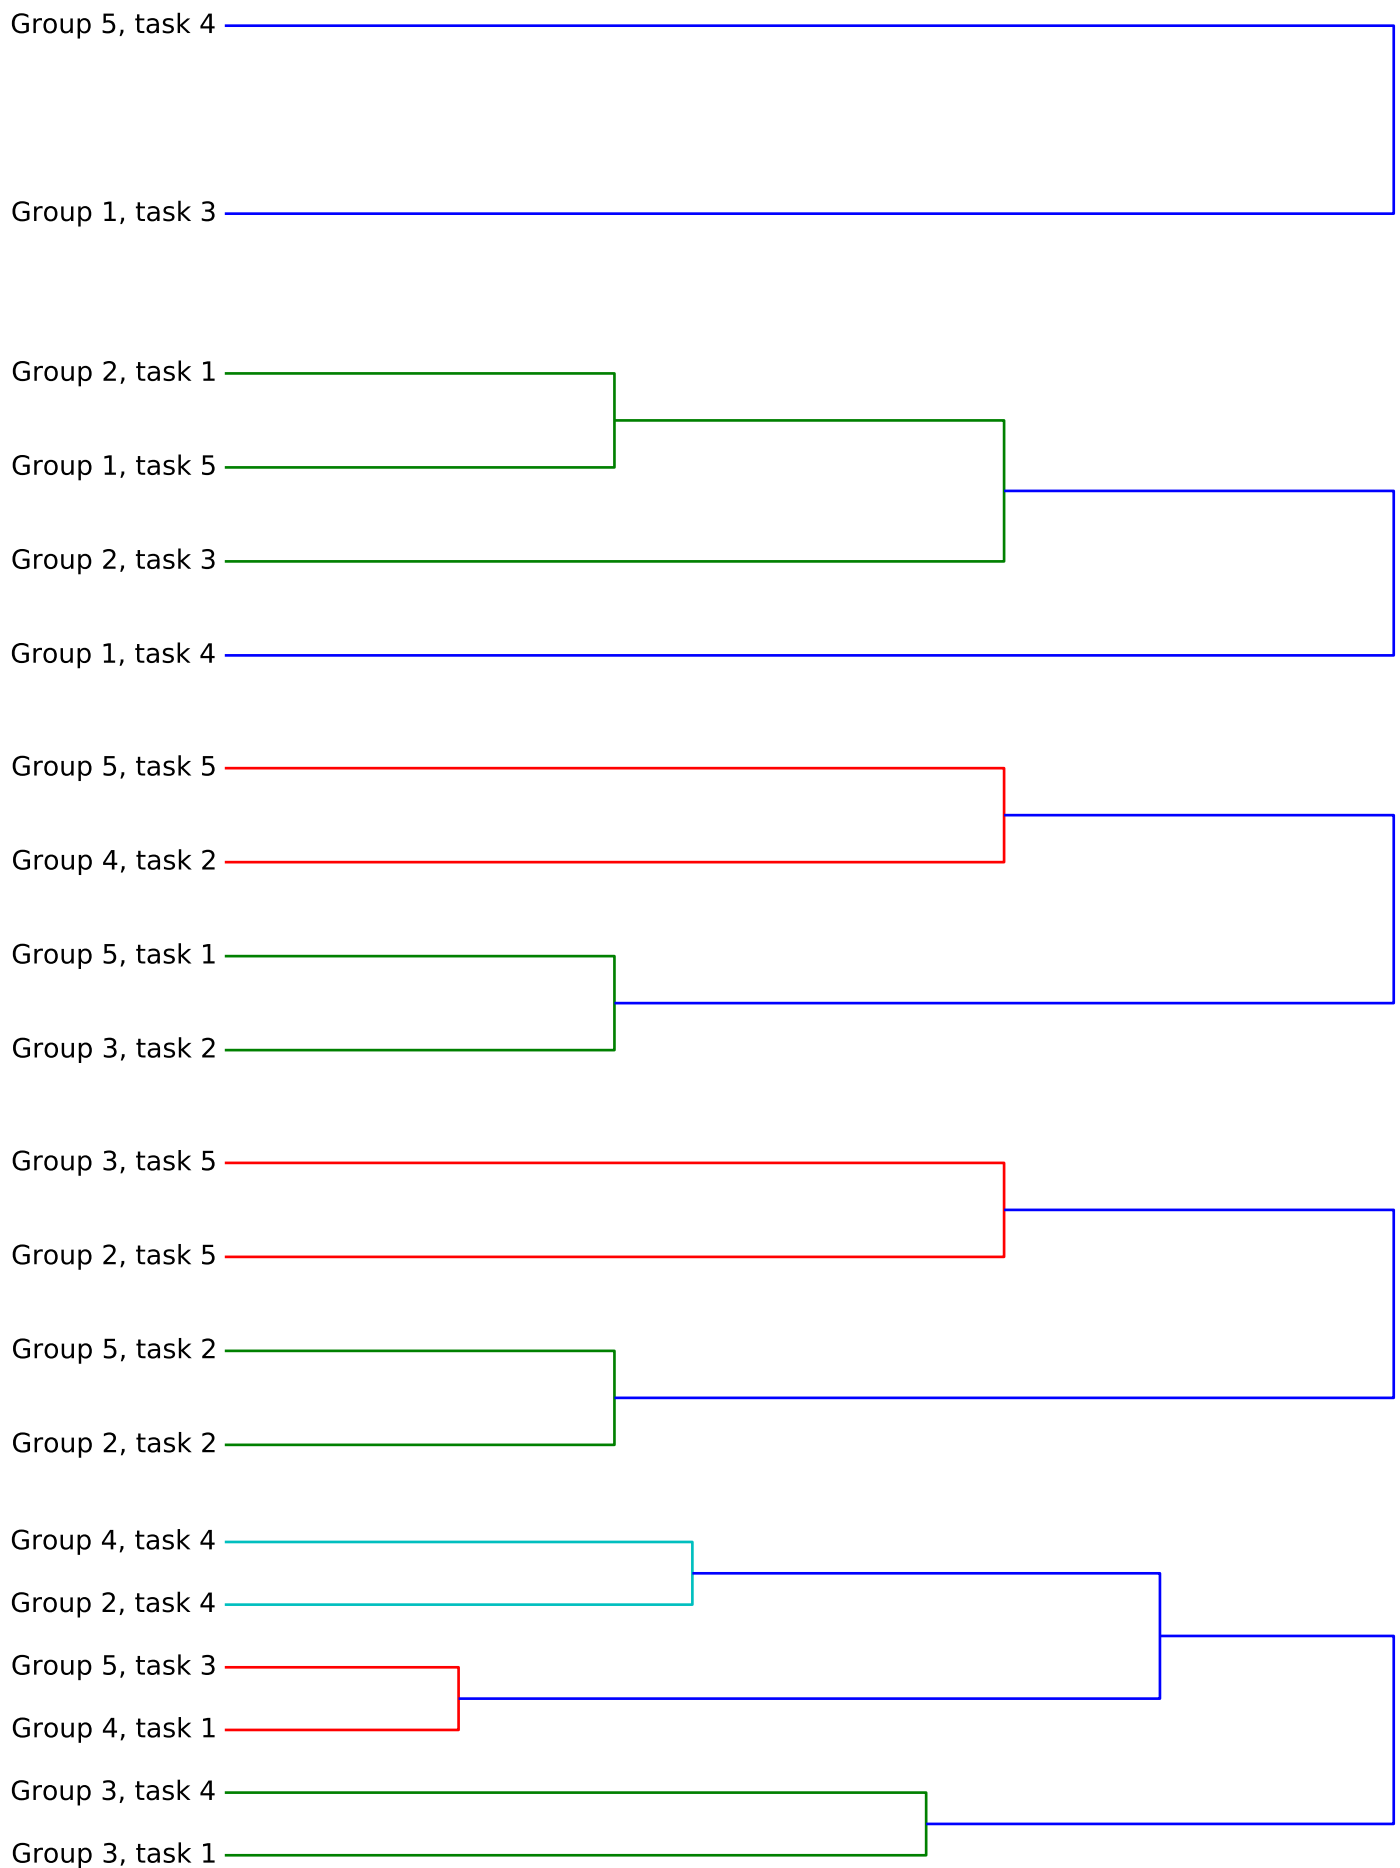 Group 5, task 4
Group 1, task 3
Group 2, task 1
Group 1, task 5
Group 2, task 3
Group 1, task 4
Group 5, task 5
Group 4, task 2
Group 5, task 1
Group 3, task 2
Group 3, task 5
Group 2, task 5
Group 5, task 2
Group 2, task 2
Group 4, task 4
Group 2, task 4
Group 5, task 3
Group 4, task 1
Group 3, task 4
Group 3, task 1